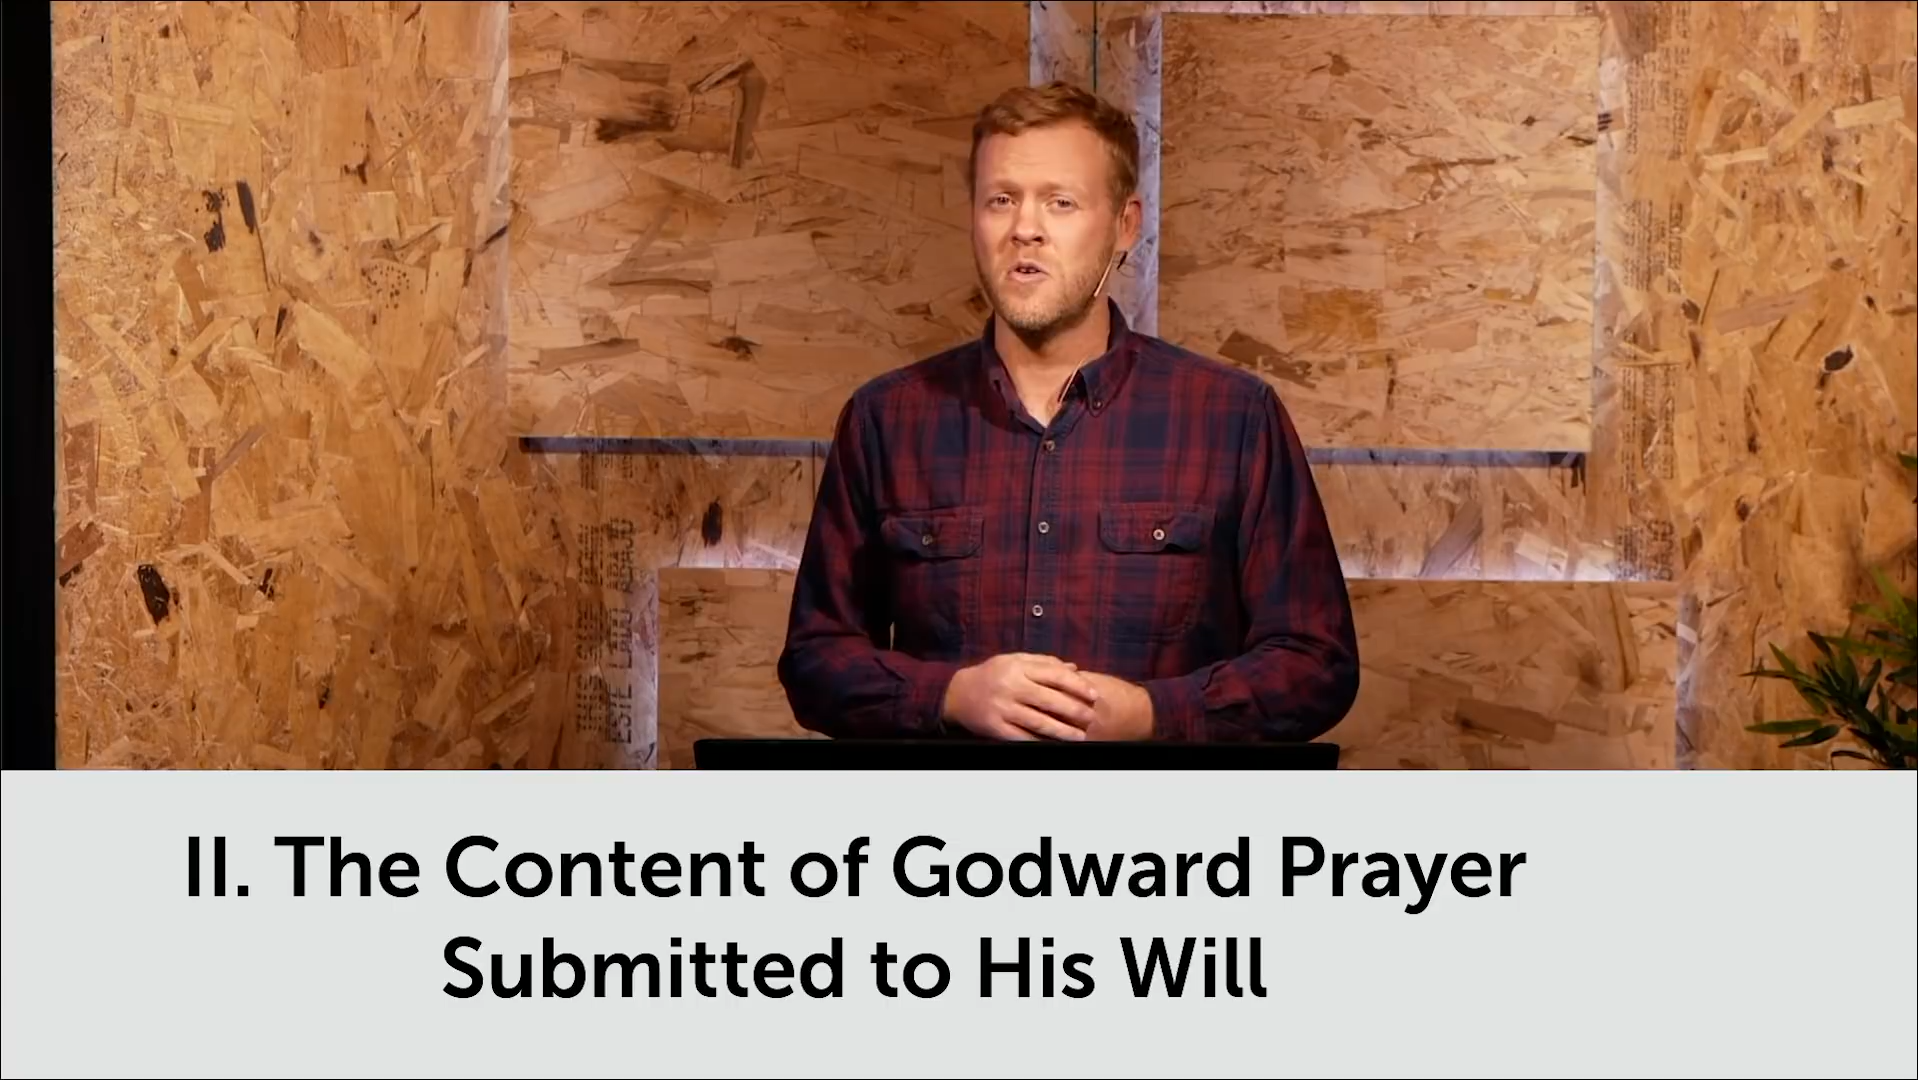 II. The Content of Godward Prayer
Submitted to His Will